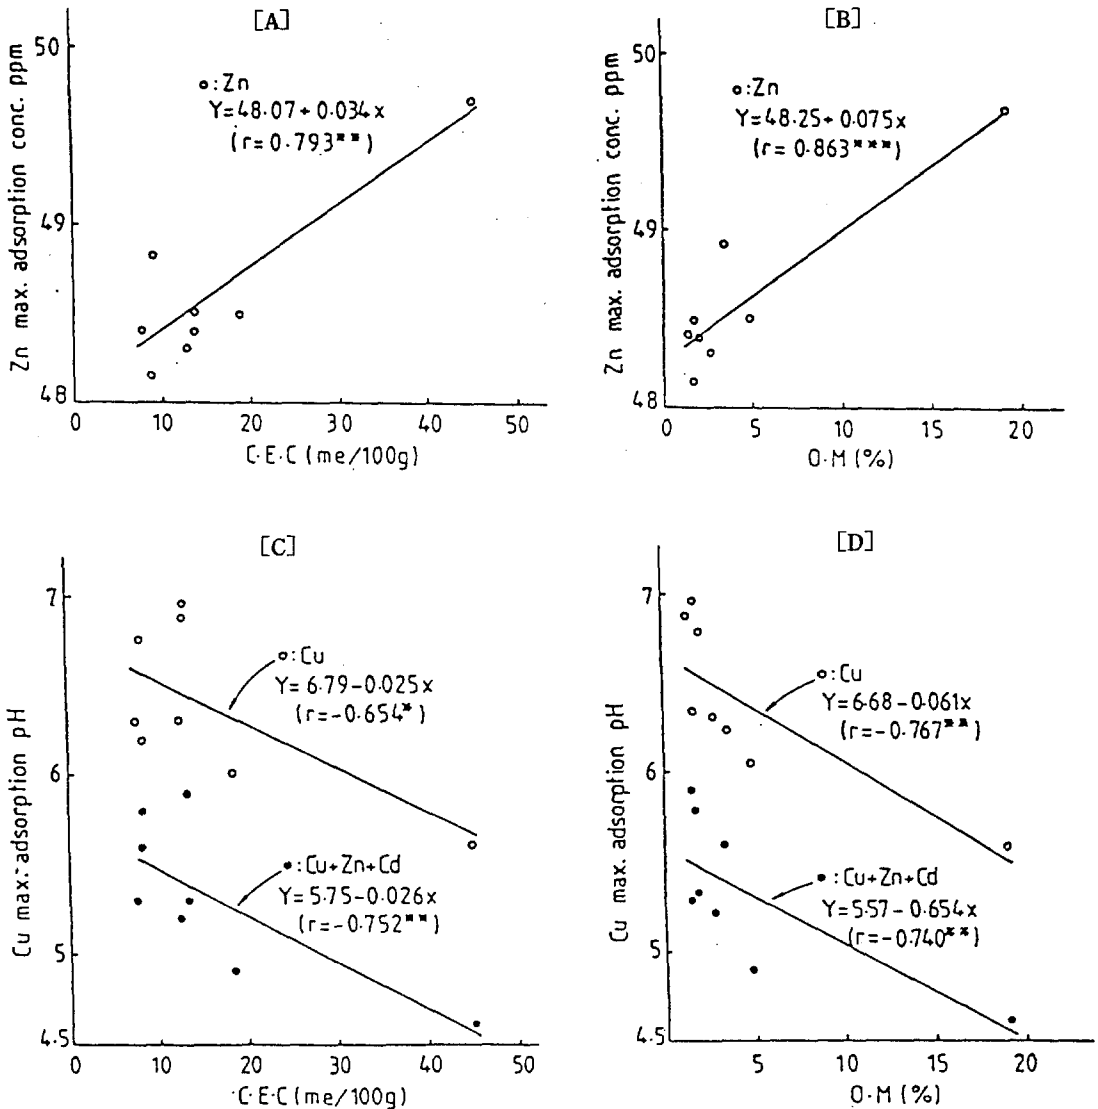 [A]
50
49
48
Zn max. adsorption conc. ppm
o:Zn
Y=48.07+0.034x
(r=0.793**)
0 10 20 30 40 50
C.E.C (me/100g)
[B]
50
49
48
Zn max. adsorption conc. ppm
o:Zn
Y=48.25+0.075x
(r=0.863***)
0 5 10 15 20
O.M (%)
[C]
7
6
5
4.5
Cu max. adsorption pH
o:Cu
Y=6.79-0.025x
(r=-0.654*)
●:Cu+Zn+Cd
Y=5.75-0.026x
(r=-0.752**)
0 10 20 30 40 50
C.E.C (me/100g)
[D]
7
6
5
4.5
Cu max. adsorption pH
o:Cu
Y=6.68-0.061x
(r=-0.767**)
●:Cu+Zn+Cd
Y=5.57-0.654x
(r=-0.740**)
0 5 10 15 20
O.M (%)